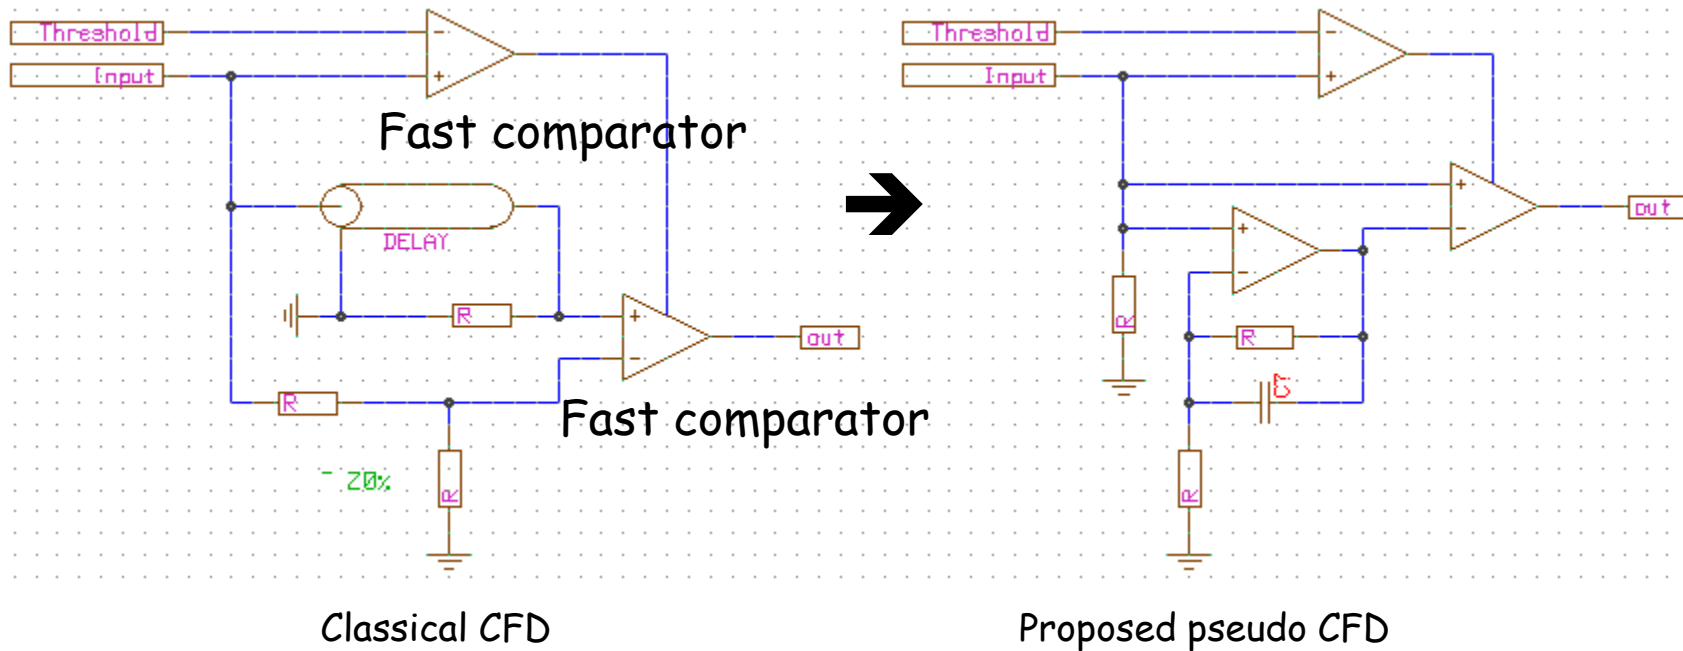 Threshold
Input
Fast comparator
DELAY
R
out
R
Fast comparator
~ 20%
R
Classical CFD
Threshold
Input
out
R
R
C
R
Proposed pseudo CFD